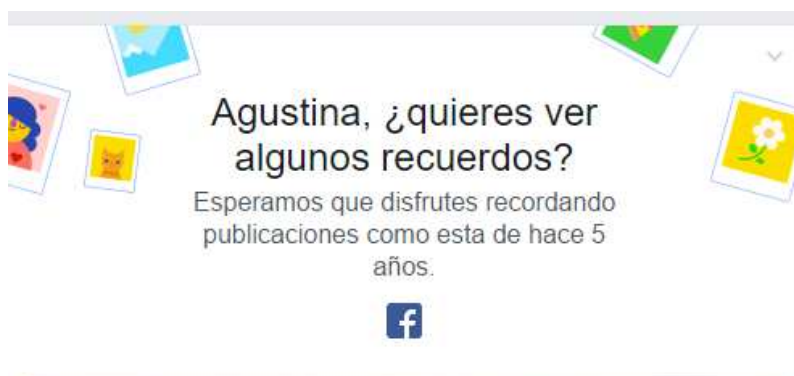 Agustina, ¿quieres ver
algunos recuerdos?
Esperamos que disfrutes recordando
publicaciones como esta de hace 5
años.